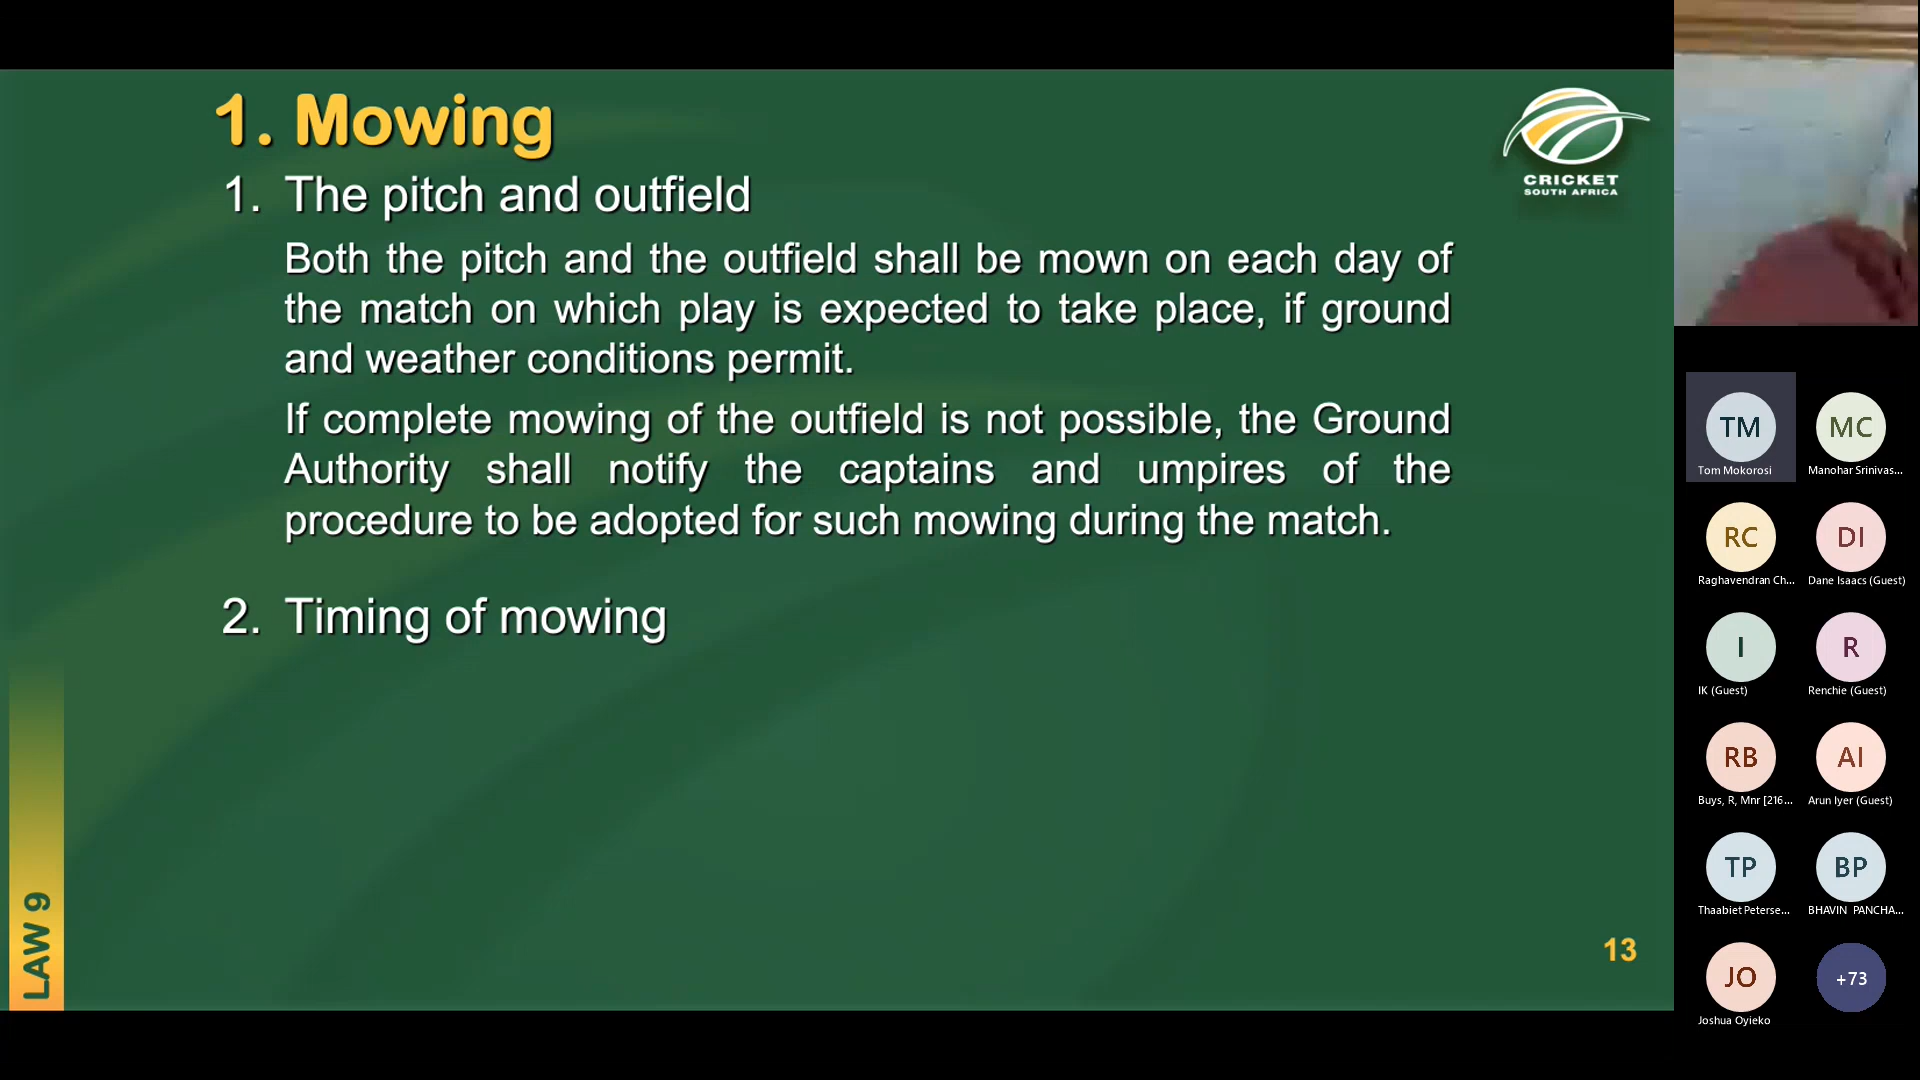 1. Mowing
1. The pitch and outfield
Both the pitch and the outfield shall be mown on each day of
the match on which play is expected to take place, if ground
and weather conditions permit.
If complete mowing of the outfield is not possible, the Ground
Authority shall notify the captains and umpires of the
procedure to be adopted for such mowing during the match.
2. Timing of mowing
LAW 9
13
CRICKET
SOUTH AFRICA
TM
Tom Mokorosi
MC
Manohar Srinivas...
RC
Raghavendran Ch...
DI
Dane Isaacs (Guest)
I
IK (Guest)
R
Renchie (Guest)
RB
Buys, R, Mnr [216...
AI
Arun Iyer (Guest)
TP
Thaabiet Peterse...
BP
BHAVIN PANCHA...
JO
Joshua Oyieko
+73